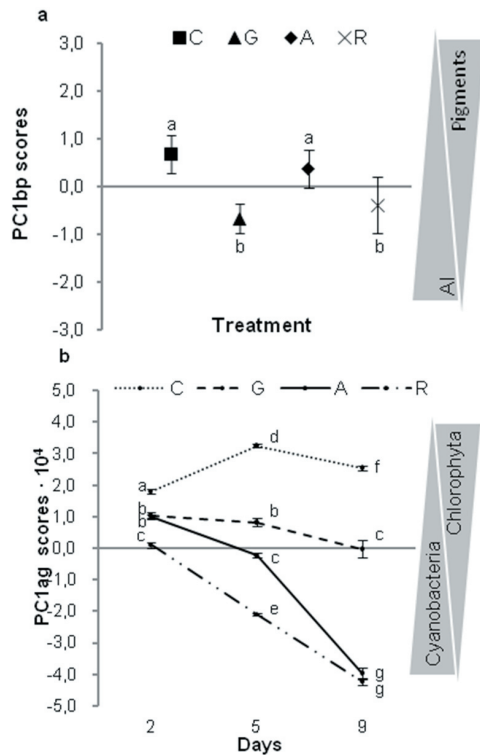 a
3,0
C G A R
2,0
1,0
0,0
-1,0
-2,0
-3,0
PC1bp scores
a
b
a
b
Treatment
Pigments
AI
b
C G A R
5,0
4,0
3,0
2,0
1,0
0,0
-1,0
-2,0
-3,0
-4,0
-5,0
PC1ag scores · 10⁴
a
d
f
b
b
b
c
c
c
e
g
g
2 5 9
Days
Cyanobacteria
Chlorophyta